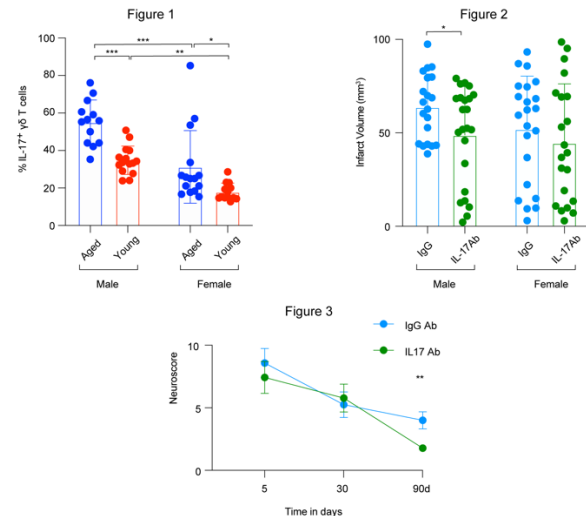 Figure 1
***
*
***
**
% IL-17⁺ γδ T cells
100
80
60
40
20
0
Aged
Young
Aged
Young
Male
Female
Figure 2
*
Infarct Volume (mm³)
100
50
0
IgG
IL-17Ab
IgG
IL-17Ab
Male
Female
Figure 3
IgG Ab
IL17 Ab
**
Neuroscore
10
5
0
5
30
90d
Time in days